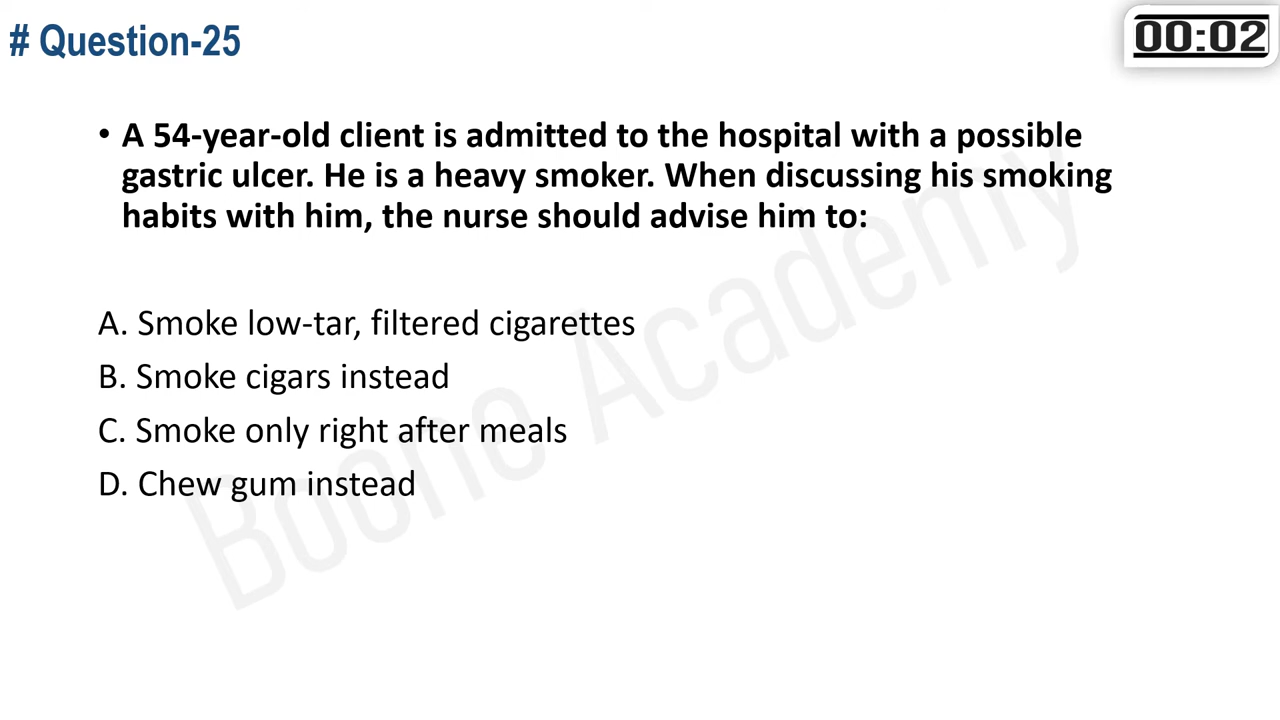 # Question-25
00:02
• A 54-year-old client is admitted to the hospital with a possible
gastric ulcer. He is a heavy smoker. When discussing his smoking
habits with him, the nurse should advise him to:
A. Smoke low-tar, filtered cigarettes
B. Smoke cigars instead
C. Smoke only right after meals
D. Chew gum instead
Boono Academy